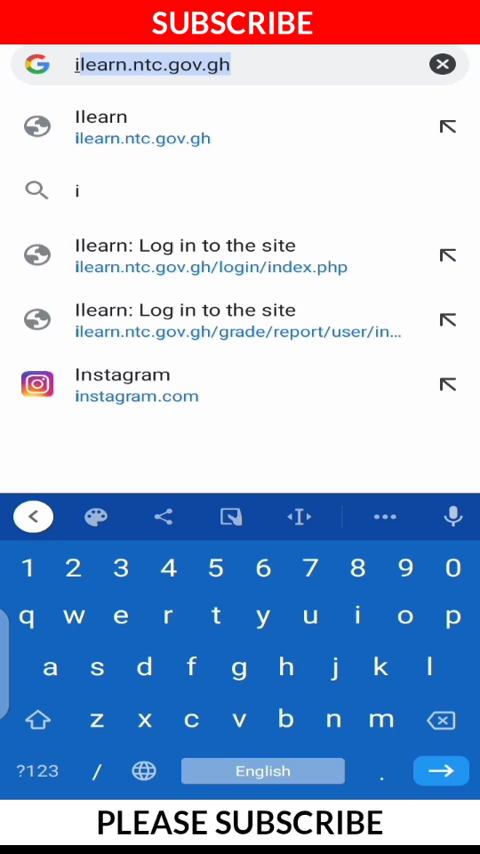 SUBSCRIBE
ilearn.ntc.gov.gh
Ilearn
ilearn.ntc.gov.gh
i
Ilearn: Log in to the site
ilearn.ntc.gov.gh/login/index.php
Ilearn: Log in to the site
ilearn.ntc.gov.gh/grade/report/user/in...
Instagram
instagram.com
1 2 3 4 5 6 7 8 9 0
q w e r t y u i o p
a s d f g h j k l
z x c v b n m
?123 / English .
PLEASE SUBSCRIBE